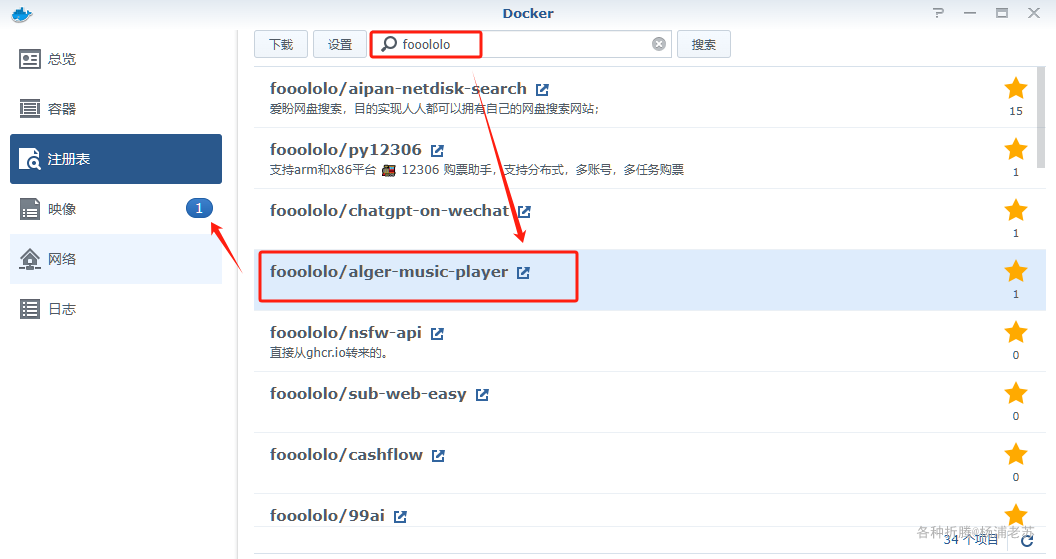 Docker
总览
容器
注册表
映像
1
网络
日志
下载
设置
fooololo
搜索
fooololo/aipan-netdisk-search
爱盼网盘搜索，目的实现人人都可以拥有自己的网盘搜索网站；
15
fooololo/py12306
支持arm和x86平台 🚂 12306 购票助手，支持分布式，多账号，多任务购票
1
fooololo/chatgpt-on-wechat
1
fooololo/alger-music-player
1
fooololo/nsfw-api
直接从ghcr.io转来的。
0
fooololo/sub-web-easy
0
fooololo/cashflow
0
fooololo/99ai
各种折腾@杨浦老苏
34 个项目